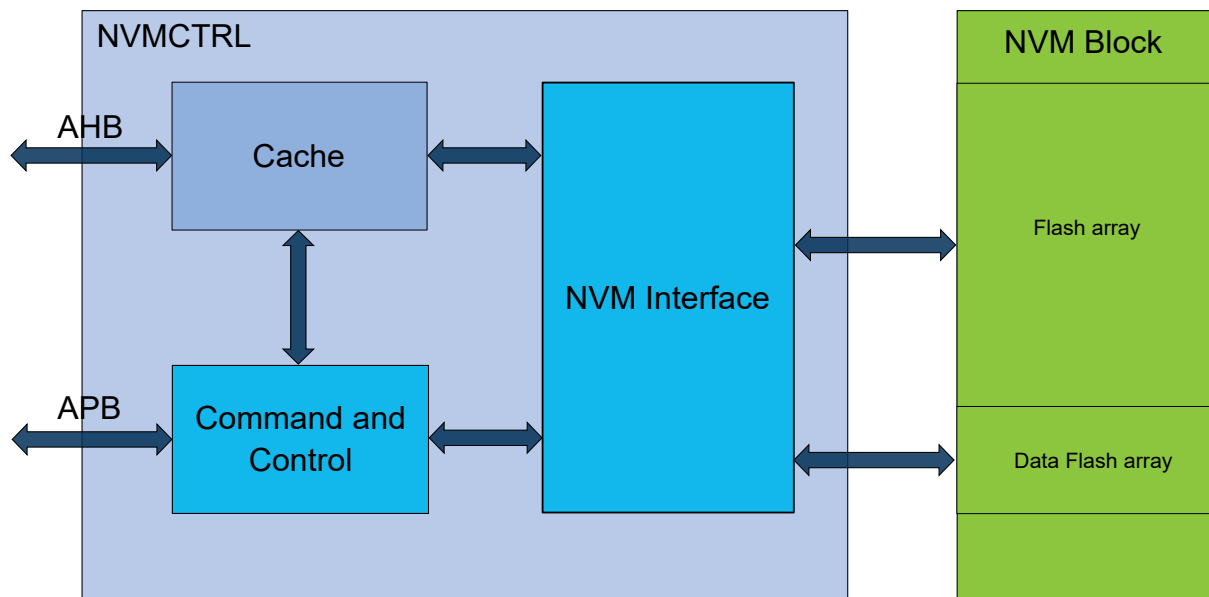 NVMCTRL
NVM Block
AHB
Cache
Flash array
NVM Interface
APB
Command and
Control
Data Flash array